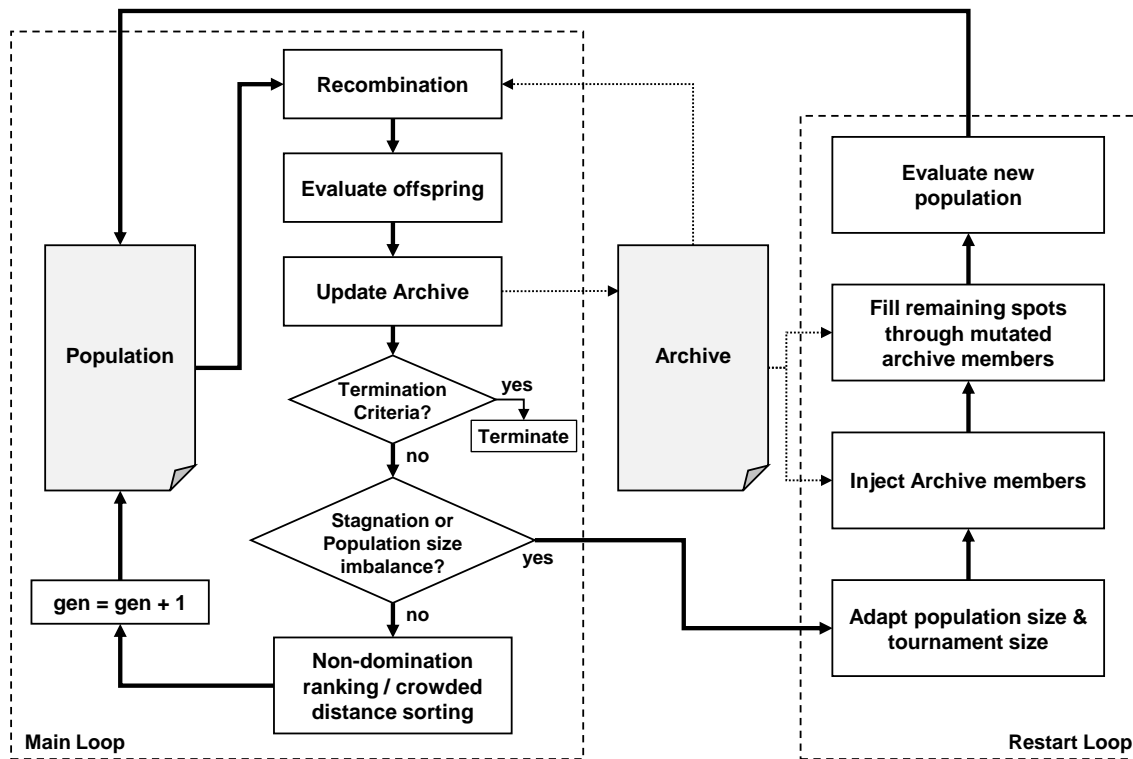 Recombination
Evaluate offspring
Update Archive
Population
Termination
Criteria?
yes
Terminate
no
Stagnation or
Population size
imbalance?
yes
no
gen = gen + 1
Non-domination
ranking / crowded
distance sorting
Main Loop
Archive
Evaluate new
population
Fill remaining spots
through mutated
archive members
Inject Archive members
Adapt population size &
tournament size
Restart Loop